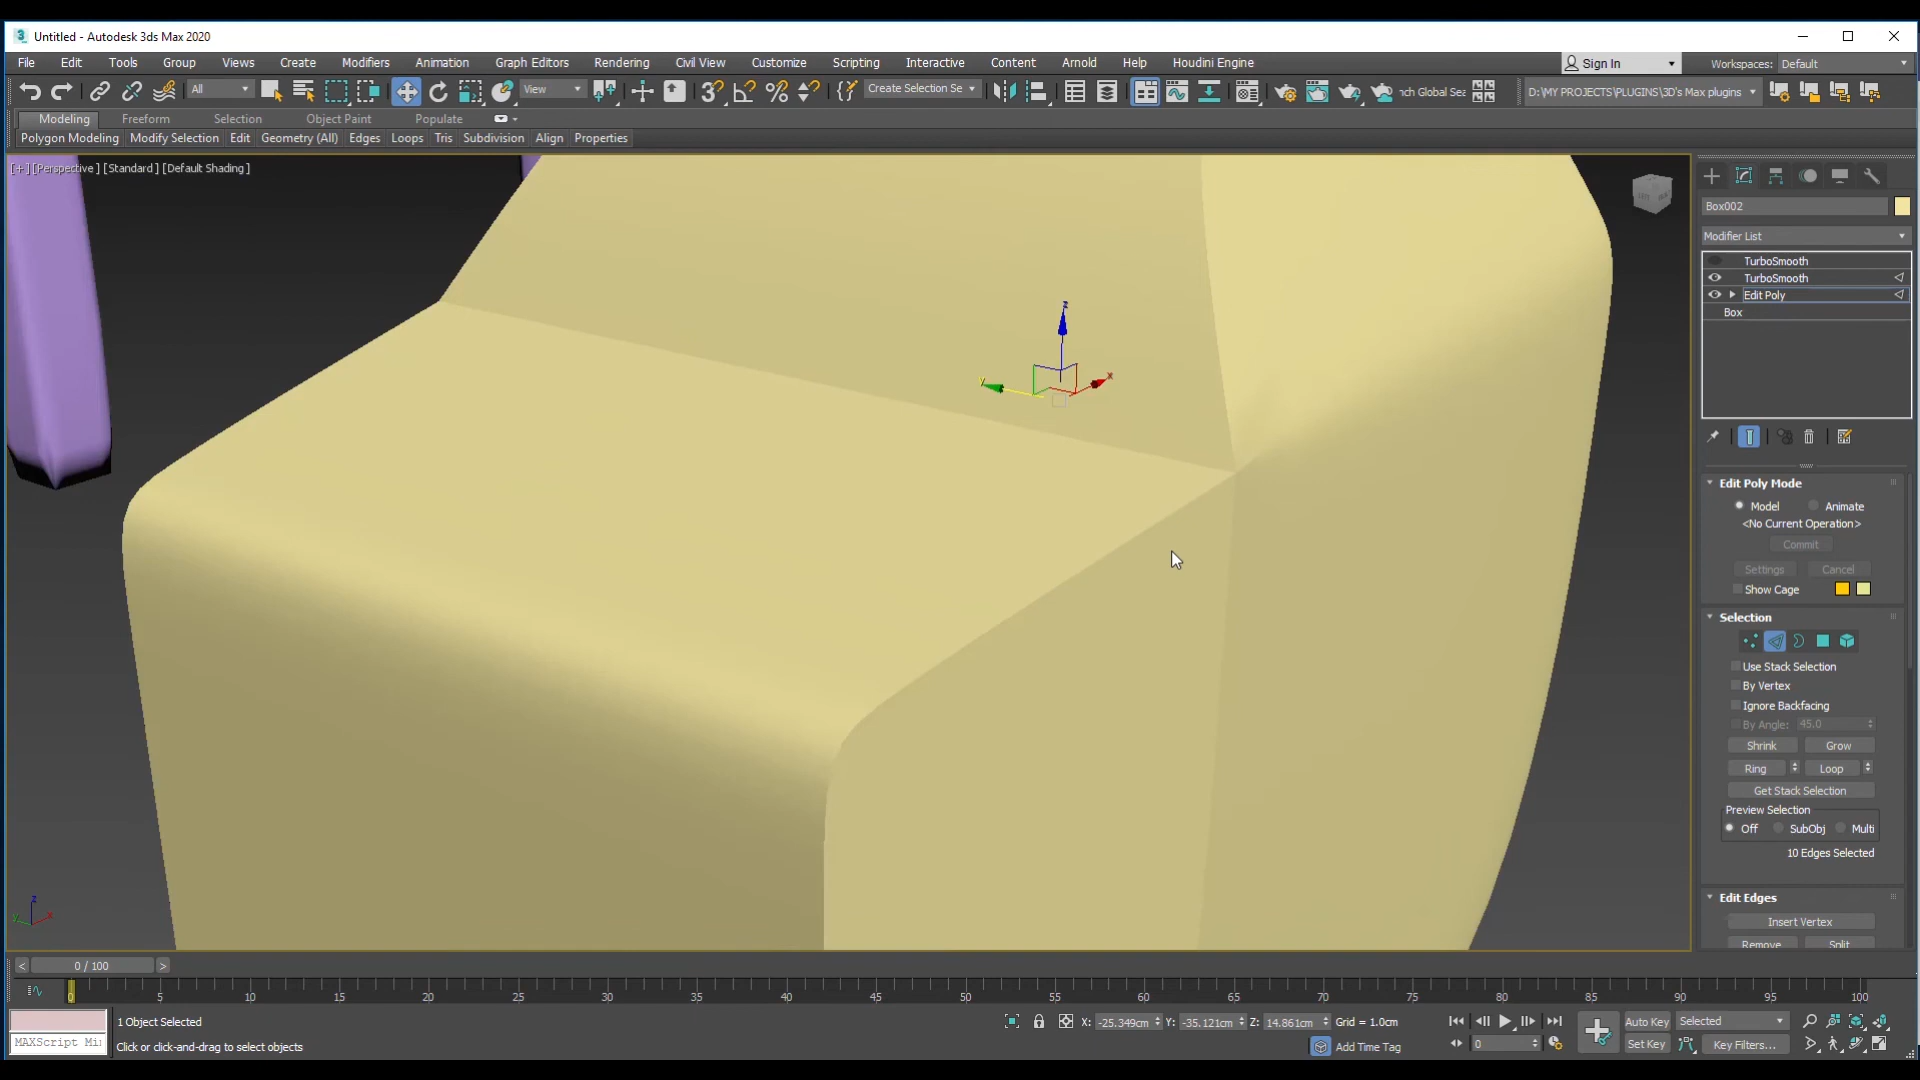 Untitled - Autodesk 3ds Max 2020
File Edit Tools Group Views Create Modifiers Animation Graph Editors Rendering Civil View Customize Scripting Interactive Content Arnold Help Houdini Engine
Sign In
Workspaces: Default
All
View
Create Selection Se
nch Global Sea
D:\MY PROJECTS\PLUGINS\3D's Max plugins
Modeling Freeform Selection Object Paint Populate
Polygon Modeling Modify Selection Edit Geometry (All) Edges Loops Tris Subdivision Align Properties
[+] [Perspective ] [Standard ] [Default Shading ]
z
y
x
Box002
Modifier List
TurboSmooth
TurboSmooth
Edit Poly
Box
Edit Poly Mode
Model Animate
<No Current Operation>
Commit
Settings Cancel
Show Cage
Selection
Use Stack Selection
By Vertex
Ignore Backfacing
By Angle: 45.0
Shrink Grow
Ring Loop
Get Stack Selection
Preview Selection
Off SubObj Multi
10 Edges Selected
Edit Edges
Insert Vertex
Remove Split
z
y
x
< 0 / 100 >
0 5 10 15 20 25 30 35 40 45 50 55 60 65 70 75 80 85 90 95 100
1 Object Selected
X: -25.349cm Y: -35.121cm Z: 14.861cm Grid = 1.0cm
Auto Key Selected
MAXScript Mi
Click or click-and-drag to select objects
Add Time Tag
0
Set Key Key Filters...